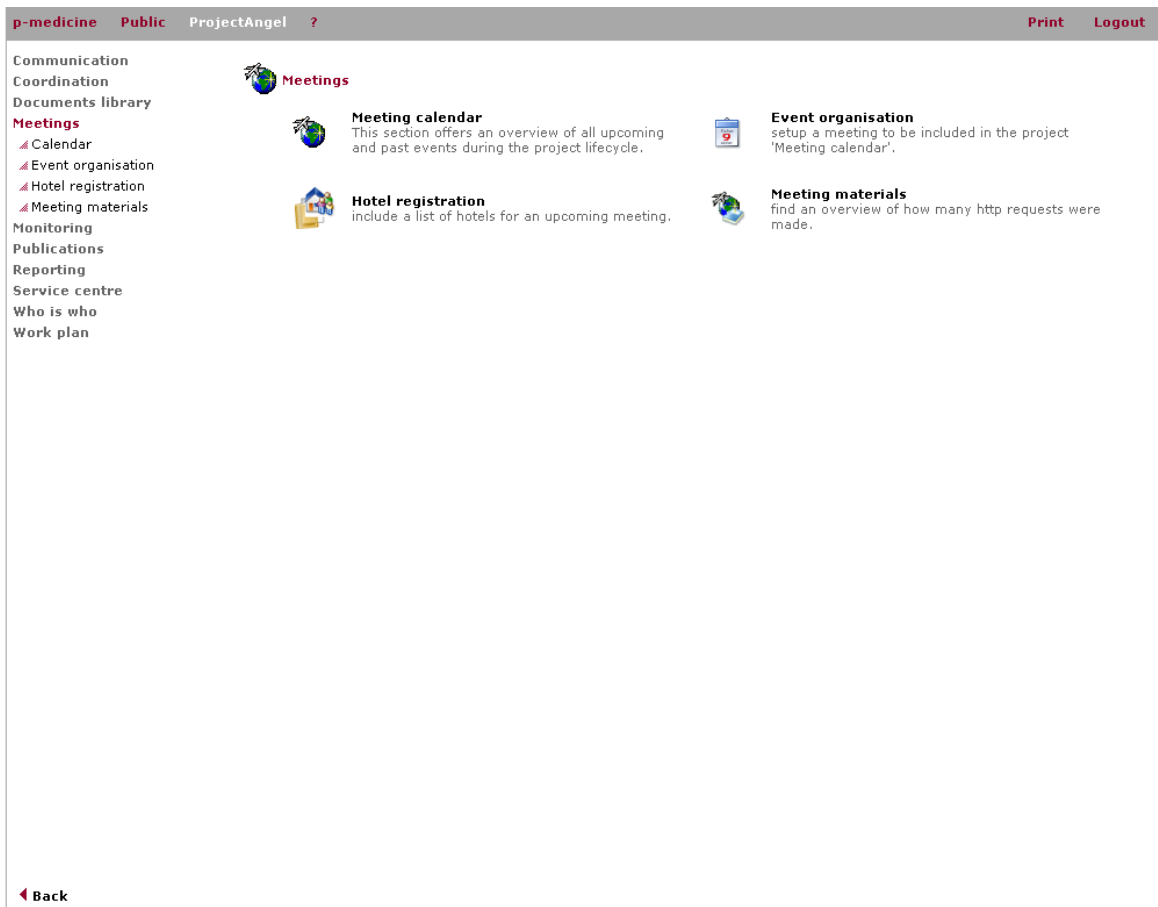 p-medicine Public ProjectAngel ? Print Logout
Communication
Coordination
Documents library
Meetings
Calendar
Event organisation
Hotel registration
Meeting materials
Monitoring
Publications
Reporting
Service centre
Who is who
Work plan
Meetings
Meeting calendar
This section offers an overview of all upcoming
and past events during the project lifecycle.
Event organisation
setup a meeting to be included in the project
'Meeting calendar'.
Hotel registration
include a list of hotels for an upcoming meeting.
Meeting materials
find an overview of how many http requests were
made.
Back